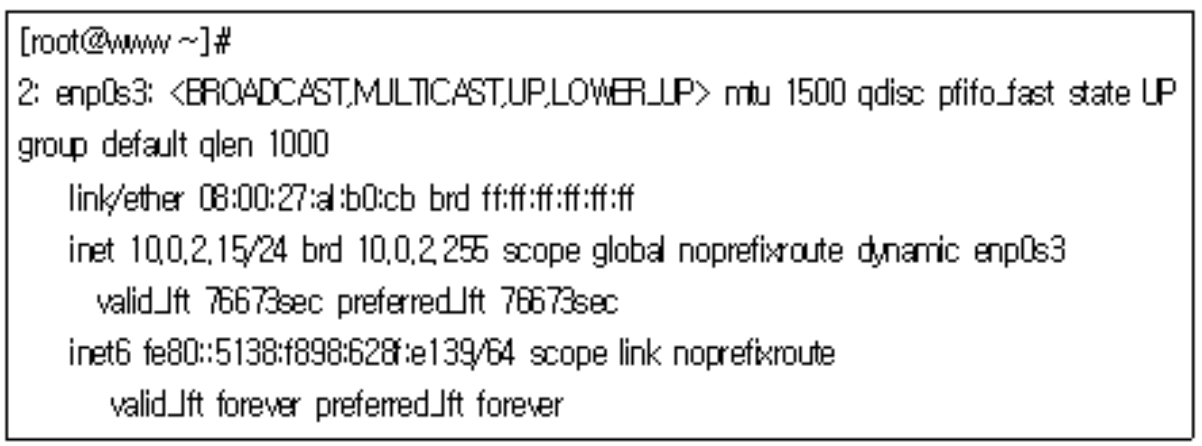 [root@www ~]#
2: enp0s3: <BROADCAST,MULTICAST,UP,LOWER_UP> mtu 1500 qdisc pfifo_fast state UP
group default qlen 1000
link/ether 08:00:27:a1:b0:cb brd ff:ff:ff:ff:ff:ff
inet 10.0.2.15/24 brd 10.0.2.255 scope global noprefixroute dynamic enp0s3
valid_lft 76673sec preferred_lft 76673sec
inet6 fe80::5138:f898:628f:e139/64 scope link noprefixroute
valid_lft forever preferred_lft forever